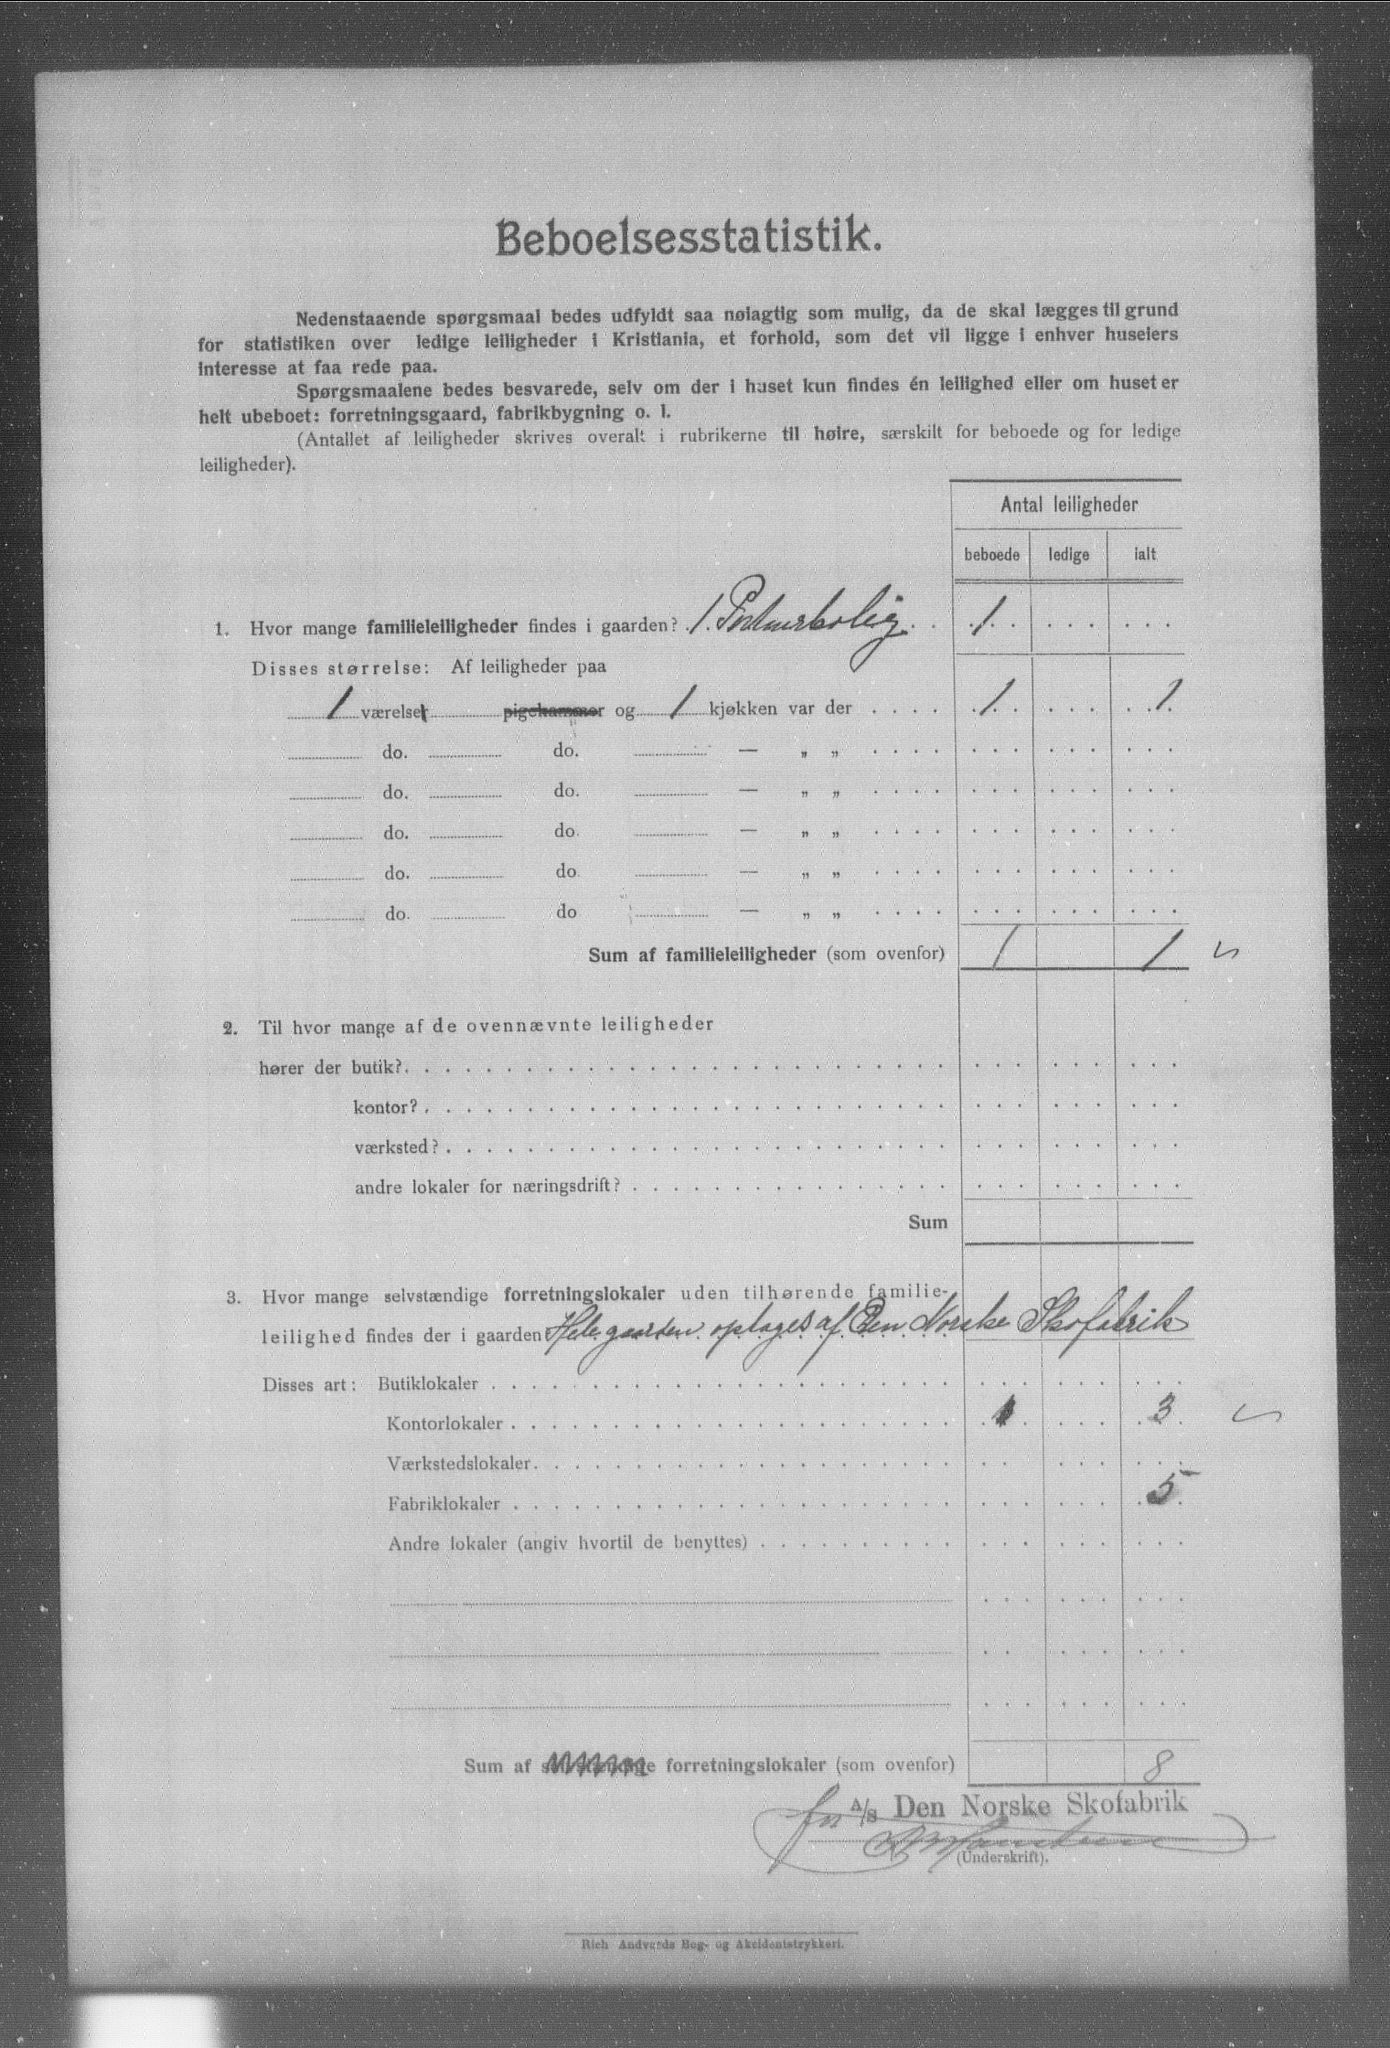 Beboelsesstatistik.
Nedenstaaende spørgsmaal bedes udfyldt saa nøiagtig som mulig, da de skal lægges til grund
for statistiken over ledige leiligheder i Kristiania, et forhold, som det vil ligge i enhver huseiers
interesse at faa rede paa.
Spørgsmaalene bedes besvarede, selv om der i huset kun findes én leilighed eller om huset er
helt ubeboet: forretningsgaard, fabrikbygning o. l.
(Antallet af leiligheder skrives overalt i rubrikerne til høire, særskilt for beboede og for ledige
leiligheder).
Antal leiligheder
beboede ledige ialt
1. Hvor mange familieleiligheder findes i gaarden? 1 Portnerbolig 1
Disses størrelse: Af leiligheder paa
1 værelser pigekammer og 1 kjøkken var der 1 1
do. do. — „ „
do. do. — „ „
do. do. — „ „
do. do. — „ „
do. do — „ „
Sum af familieleiligheder (som ovenfor) 1 1
2. Til hvor mange af de ovennævnte leiligheder
hører der butik?
kontor?
værksted?
andre lokaler for næringsdrift?
Sum
3. Hvor mange selvstændige forretningslokaler uden tilhørende familie-
leilighed findes der i gaarden Hele gaarden optages af Den Norske Skofabrik
Disses art: Butiklokaler
Kontorlokaler 3
Værkstedslokaler
Fabriklokaler 5
Andre lokaler (angiv hvortil de benyttes)
Sum af selvstændige forretningslokaler (som ovenfor) 8
for A/S Den Norske Skofabrik
(Underskrift).
Rich Andvords Bog- og Akcidentstrykkeri.